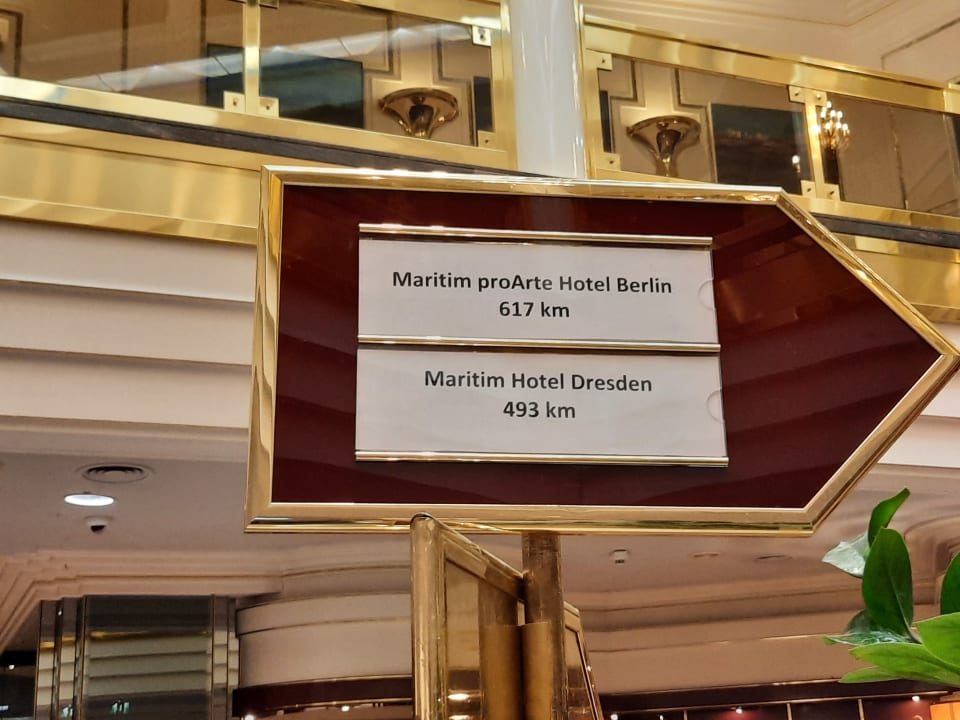 Maritim proArte Hotel Berlin
617 km
Maritim Hotel Dresden
493 km